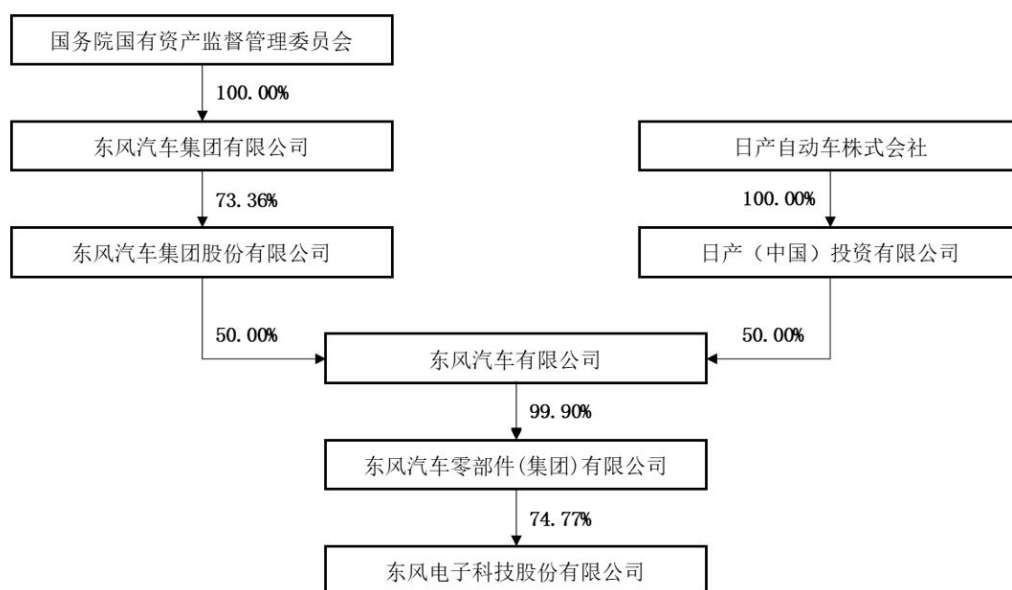 国务院国有资产监督管理委员会
100.00%
东风汽车集团有限公司
日产自动车株式会社
73.36%
100.00%
东风汽车集团股份有限公司
日产（中国）投资有限公司
50.00%
50.00%
东风汽车有限公司
99.90%
东风汽车零部件(集团)有限公司
74.77%
东风电子科技股份有限公司